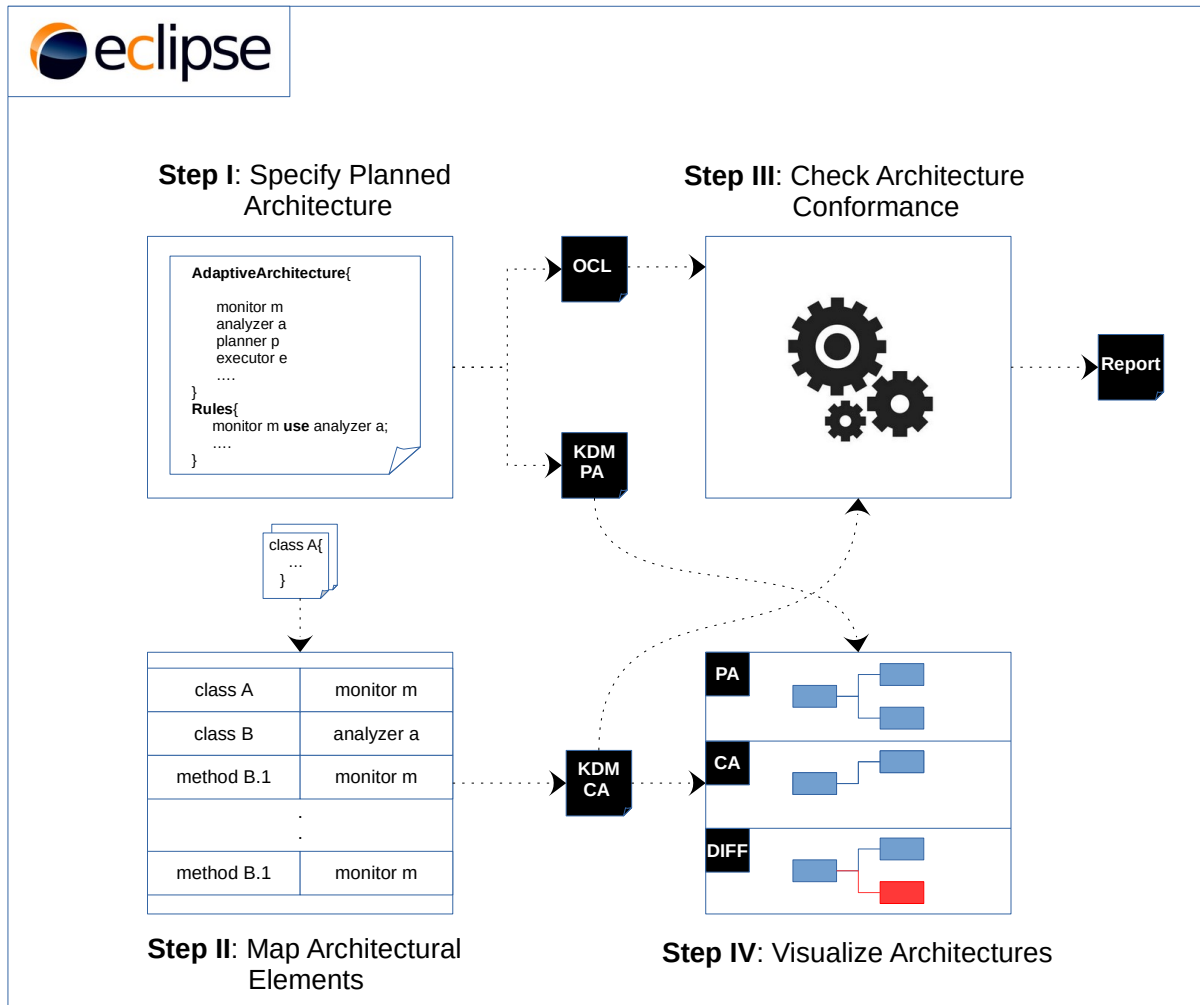 eclipse
Step I: Specify Planned
Architecture
AdaptiveArchitecture{
monitor m
analyzer a
planner p
executor e
....
}
Rules{
monitor m use analyzer a;
....
}
OCL
KDM
PA
Step III: Check Architecture
Conformance
Report
class A{
...
}
class A monitor m
class B analyzer a
method B.1 monitor m
.
.
method B.1 monitor m
Step II: Map Architectural
Elements
KDM
CA
PA
CA
DIFF
Step IV: Visualize Architectures